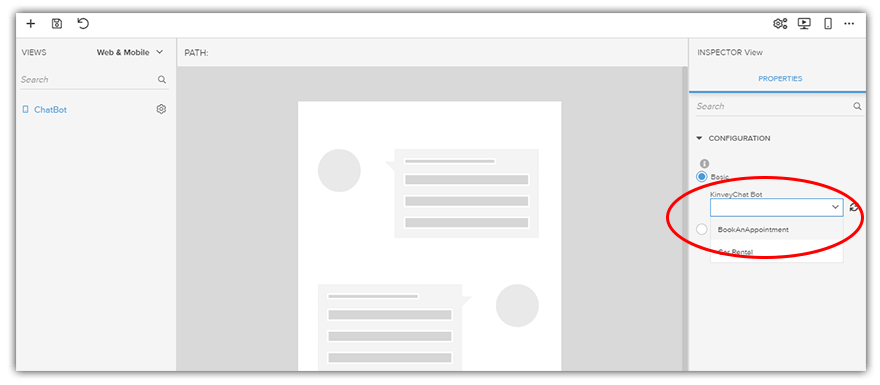 VIEWS
Web & Mobile
PATH:
INSPECTOR View
Search
PROPERTIES
Search
ChatBot
CONFIGURATION
Basic
KinveyChat Bot
BookAnAppointment
Car Rental